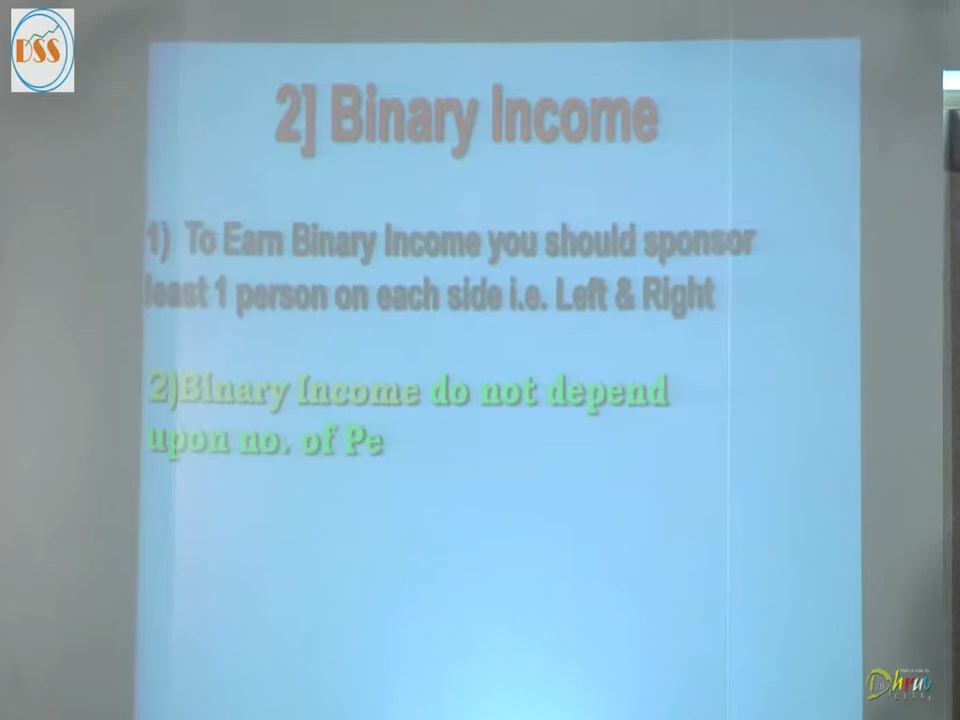 DSS
2] Binary Income
1) To Earn Binary Income you should sponsor
least 1 person on each side i.e. Left & Right
2)Binary Income do not depend
upon no. of Pe
Dhruv